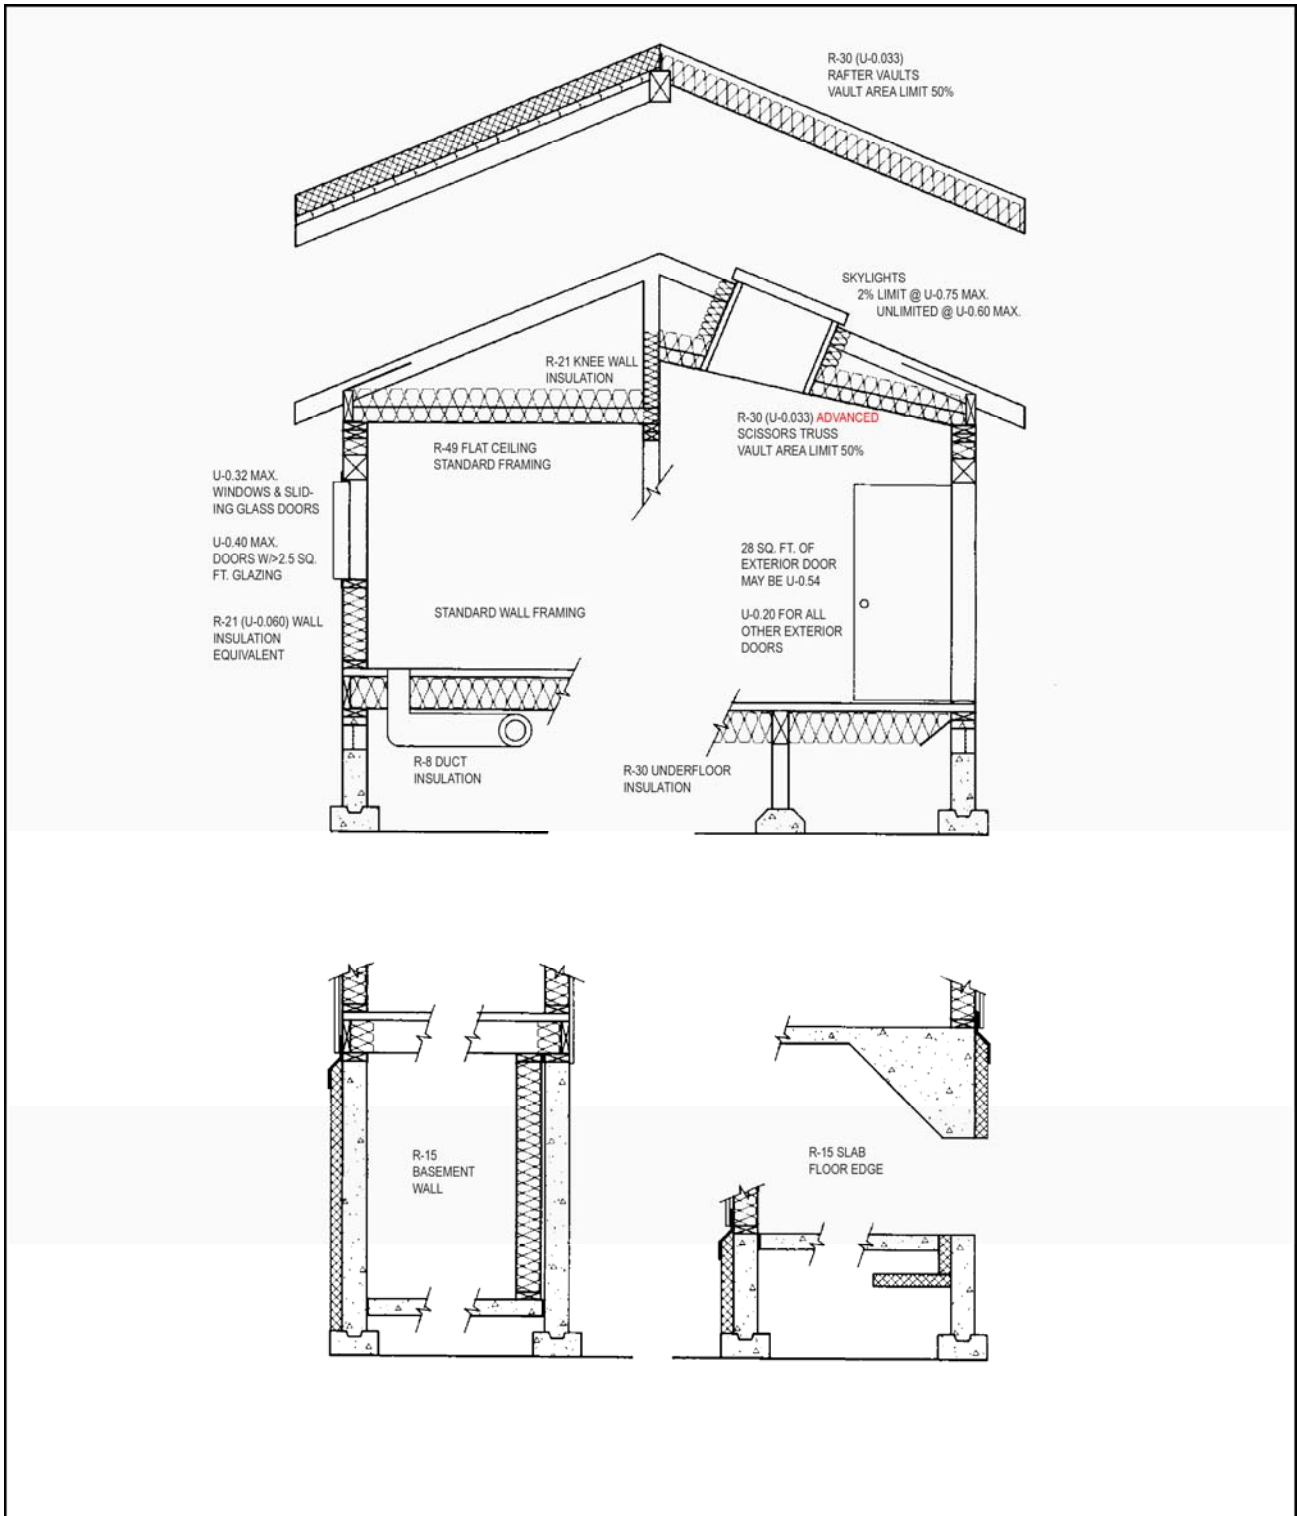 R-30 (U-0.033)
RAFTER VAULTS
VAULT AREA LIMIT 50%
SKYLIGHTS
2% LIMIT @ U-0.75 MAX.
UNLIMITED @ U-0.60 MAX.
R-21 KNEE WALL
INSULATION
R-30 (U-0.033) ADVANCED
SCISSORS TRUSS
VAULT AREA LIMIT 50%
R-49 FLAT CEILING
STANDARD FRAMING
U-0.32 MAX.
WINDOWS & SLID-
ING GLASS DOORS
U-0.40 MAX.
DOORS W/>2.5 SQ.
FT. GLAZING
28 SQ. FT. OF
EXTERIOR DOOR
MAY BE U-0.54
R-21 (U-0.060) WALL
INSULATION
EQUIVALENT
STANDARD WALL FRAMING
U-0.20 FOR ALL
OTHER EXTERIOR
DOORS
R-8 DUCT
INSULATION
R-30 UNDERFLOOR
INSULATION
R-15
BASEMENT
WALL
R-15 SLAB
FLOOR EDGE